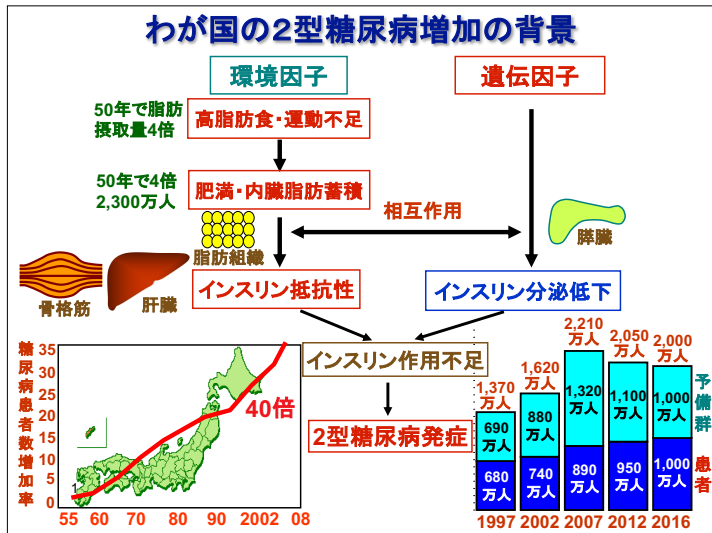 わが国の２型糖尿病増加の背景
環境因子
遺伝因子
50年で脂肪
摂取量4倍
高脂肪食・運動不足
50年で4倍
2,300万人
肥満・内臓脂肪蓄積
相互作用
膵臓
脂肪組織
骨格筋
肝臓
インスリン抵抗性
インスリン分泌低下
インスリン作用不足
2型糖尿病発症
糖尿病患者数増加率
35
30
25
20
15
10
5
0
1
40倍
55 60 70 80 90 2002 08
1,370
万人
1,620
万人
2,210
万人
2,050
万人
2,000
万人
690
万人
880
万人
1,320
万人
1,100
万人
1,000
万人
予備群
680
万人
740
万人
890
万人
950
万人
1,000
万人
患者
1997 2002 2007 2012 2016